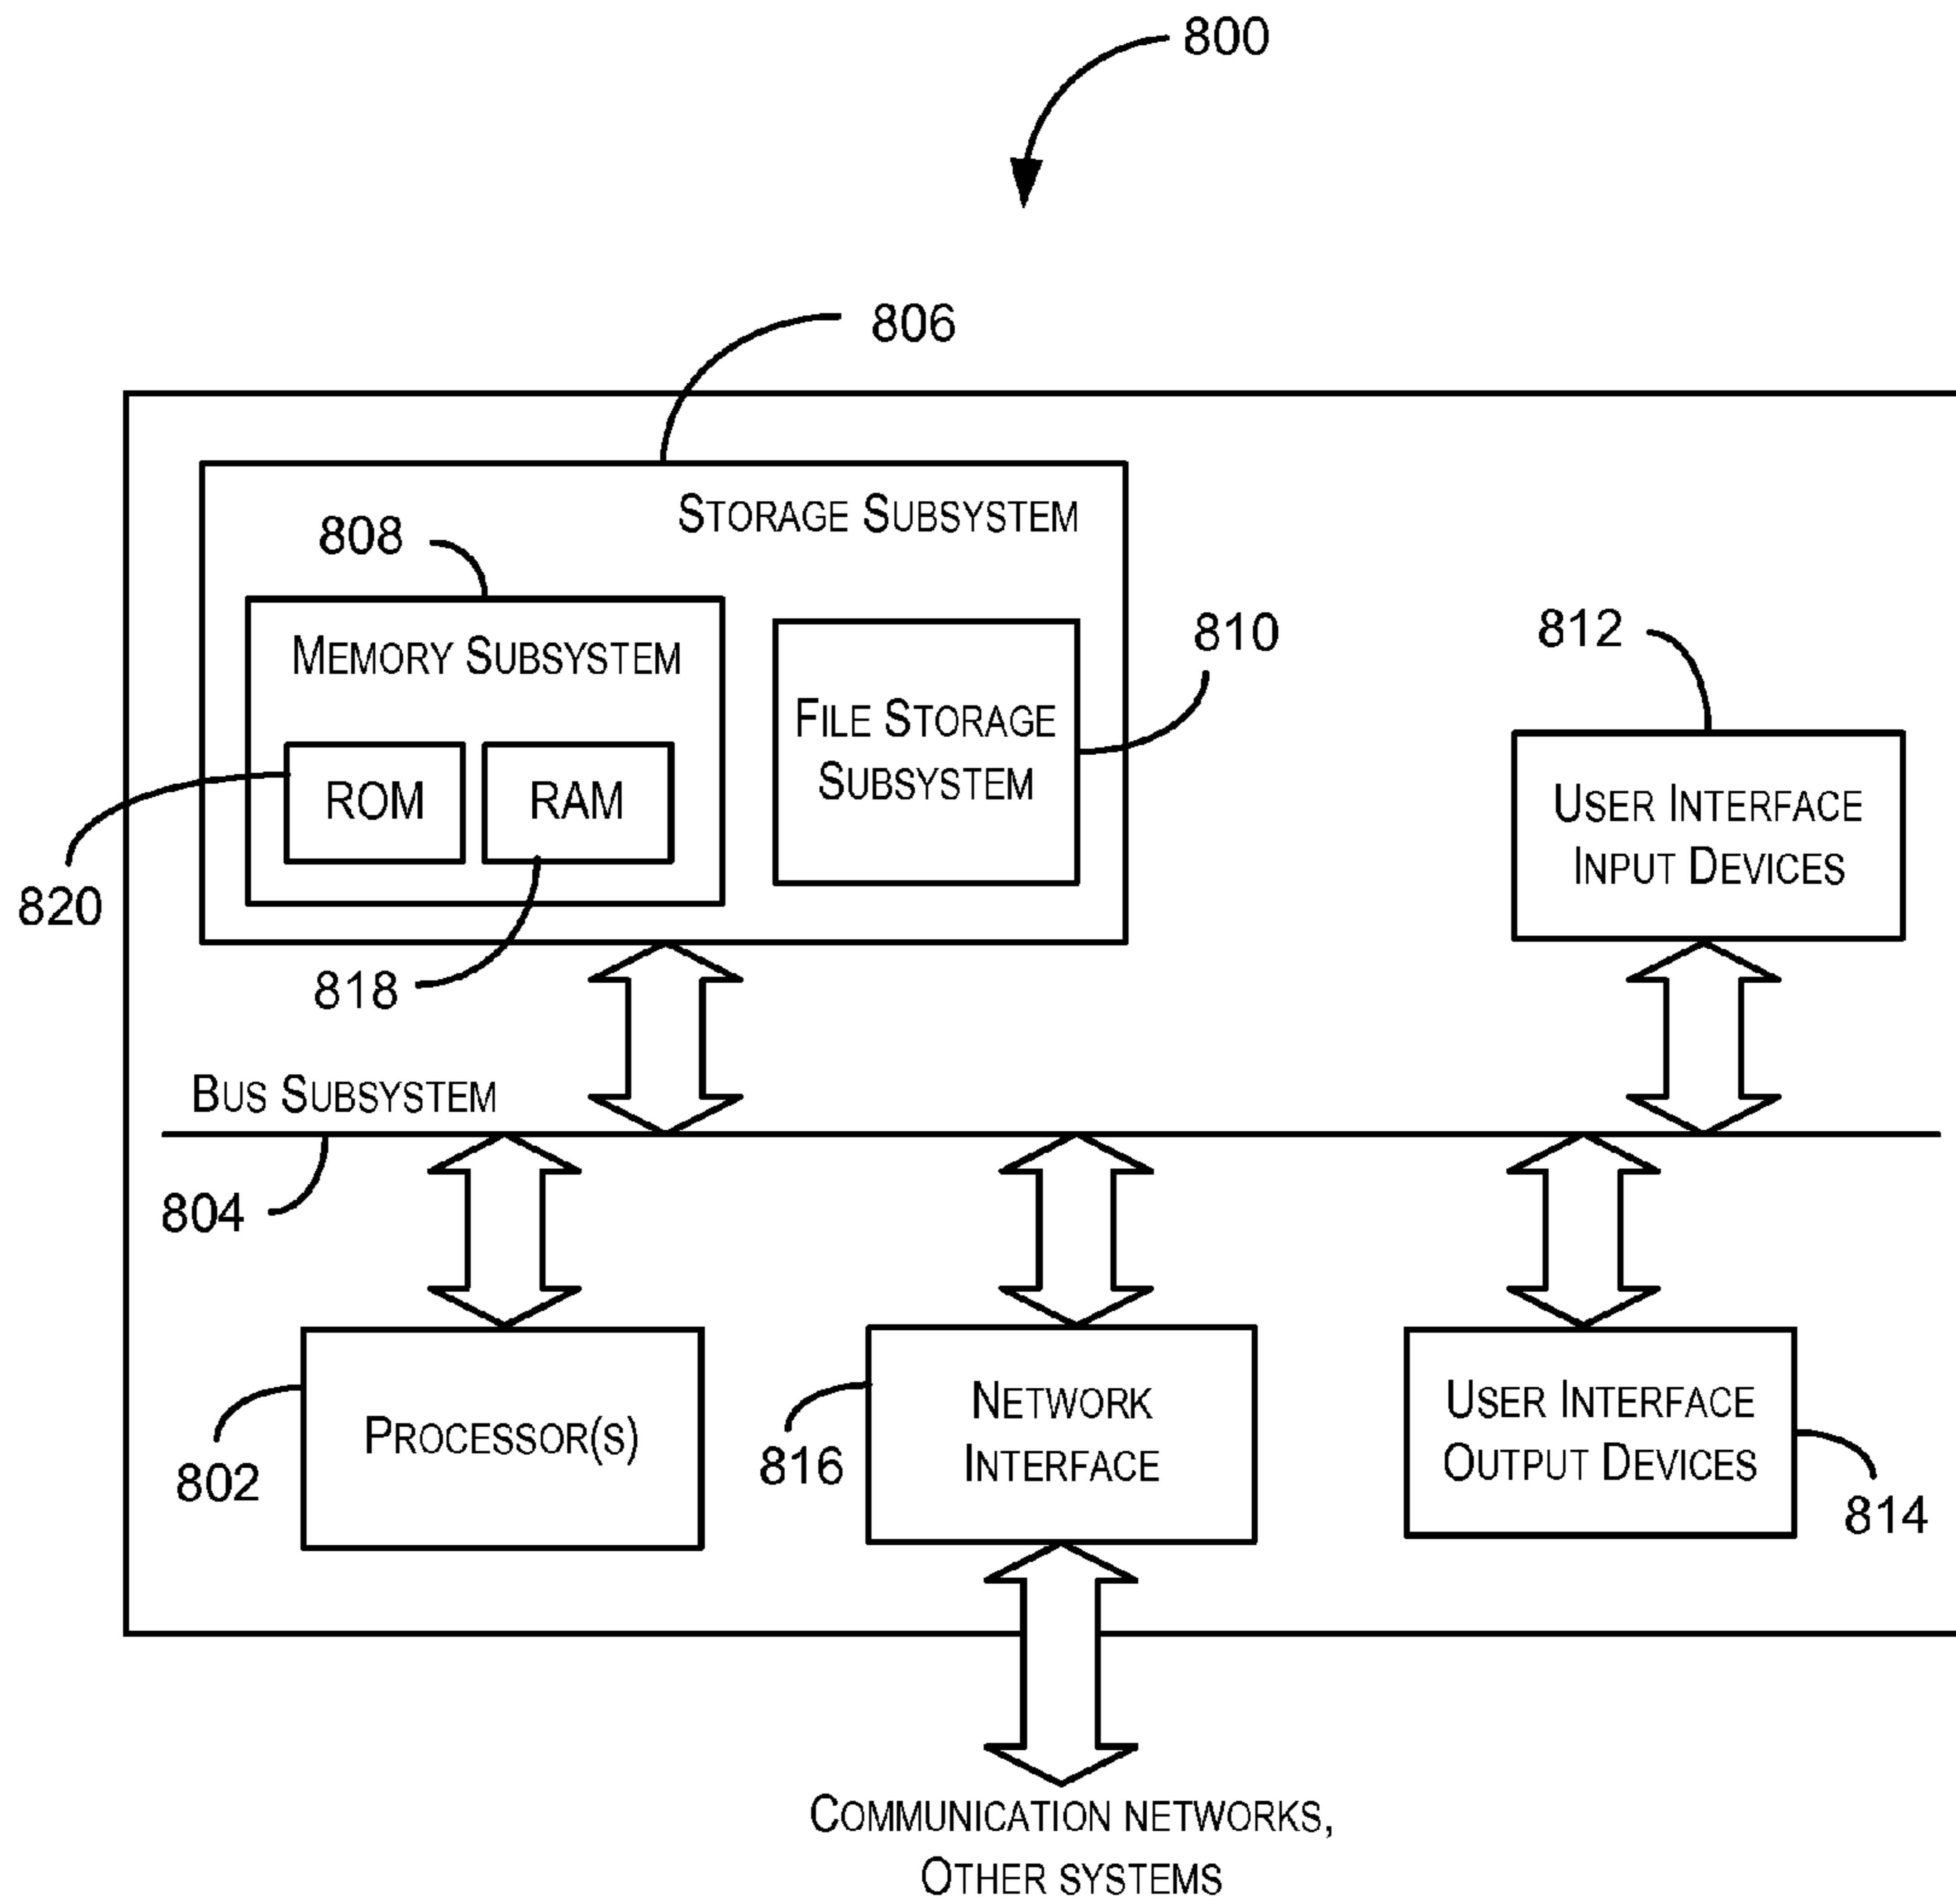 800
806
STORAGE SUBSYSTEM
808
MEMORY SUBSYSTEM
810
812
FILE STORAGE
SUBSYSTEM
ROM
RAM
USER INTERFACE
INPUT DEVICES
820
818
BUS SUBSYSTEM
804
PROCESSOR(S)
802
NETWORK
INTERFACE
816
USER INTERFACE
OUTPUT DEVICES
814
COMMUNICATION NETWORKS,
OTHER SYSTEMS